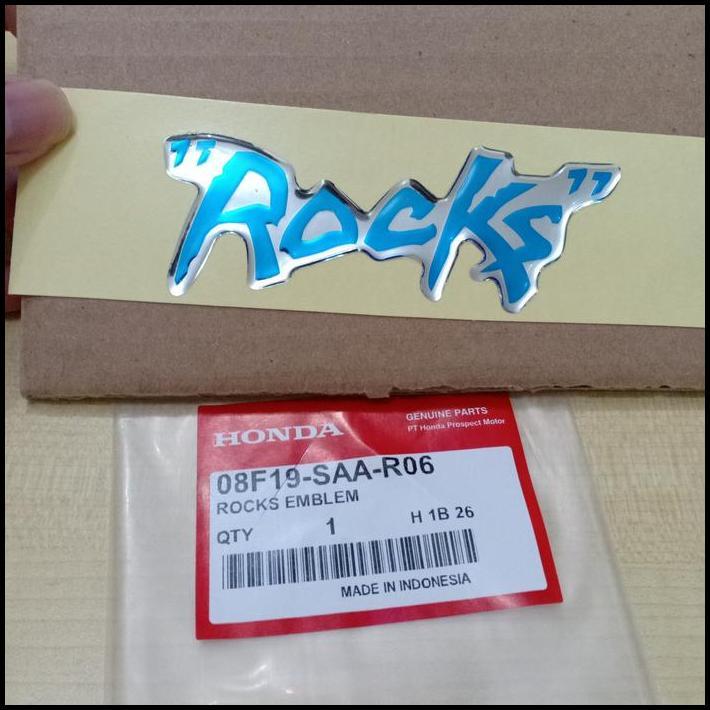 "Rocks"
HONDA
GENUINE PARTS
PT Honda Prospect Motor
08F19-SAA-R06
ROCKS EMBLEM
QTY 1 H 1B 26
MADE IN INDONESIA